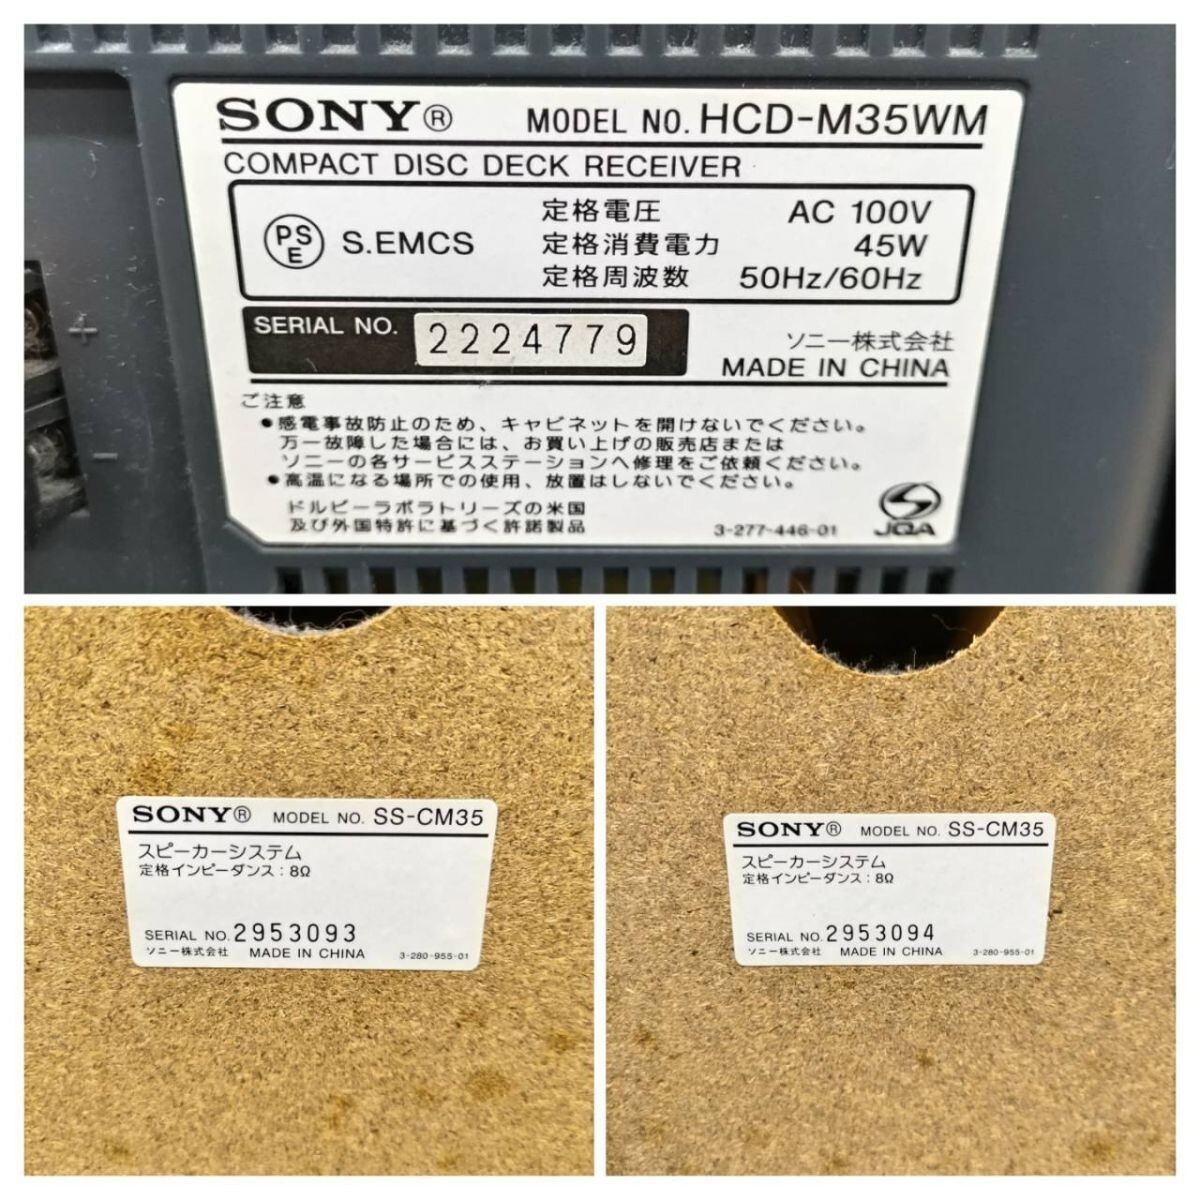 SONY® MODEL NO. HCD-M35WM
COMPACT DISC DECK RECEIVER
PSE S.EMCS
定格電圧 AC 100V
定格消費電力 45W
定格周波数 50Hz/60Hz
SERIAL NO. 2224779
ソニー株式会社
MADE IN CHINA
ご注意
●感電事故防止のため、キャビネットを開けないでください。
万一故障した場合には、お買い上げの販売店または
ソニーの各サービスステーションへ修理をご依頼ください。
●高温になる場所での使用、放置はしないでください。
ドルビーラボラトリーズの米国
及び外国特許に基づく許諾製品
3-277-446-01
JQA
+
−
SONY® MODEL NO. SS-CM35
スピーカーシステム
定格インピーダンス：8Ω
SERIAL NO. 2953093
ソニー株式会社 MADE IN CHINA 3-280-955-01
SONY® MODEL NO. SS-CM35
スピーカーシステム
定格インピーダンス：8Ω
SERIAL NO. 2953094
ソニー株式会社 MADE IN CHINA 3-280-955-01